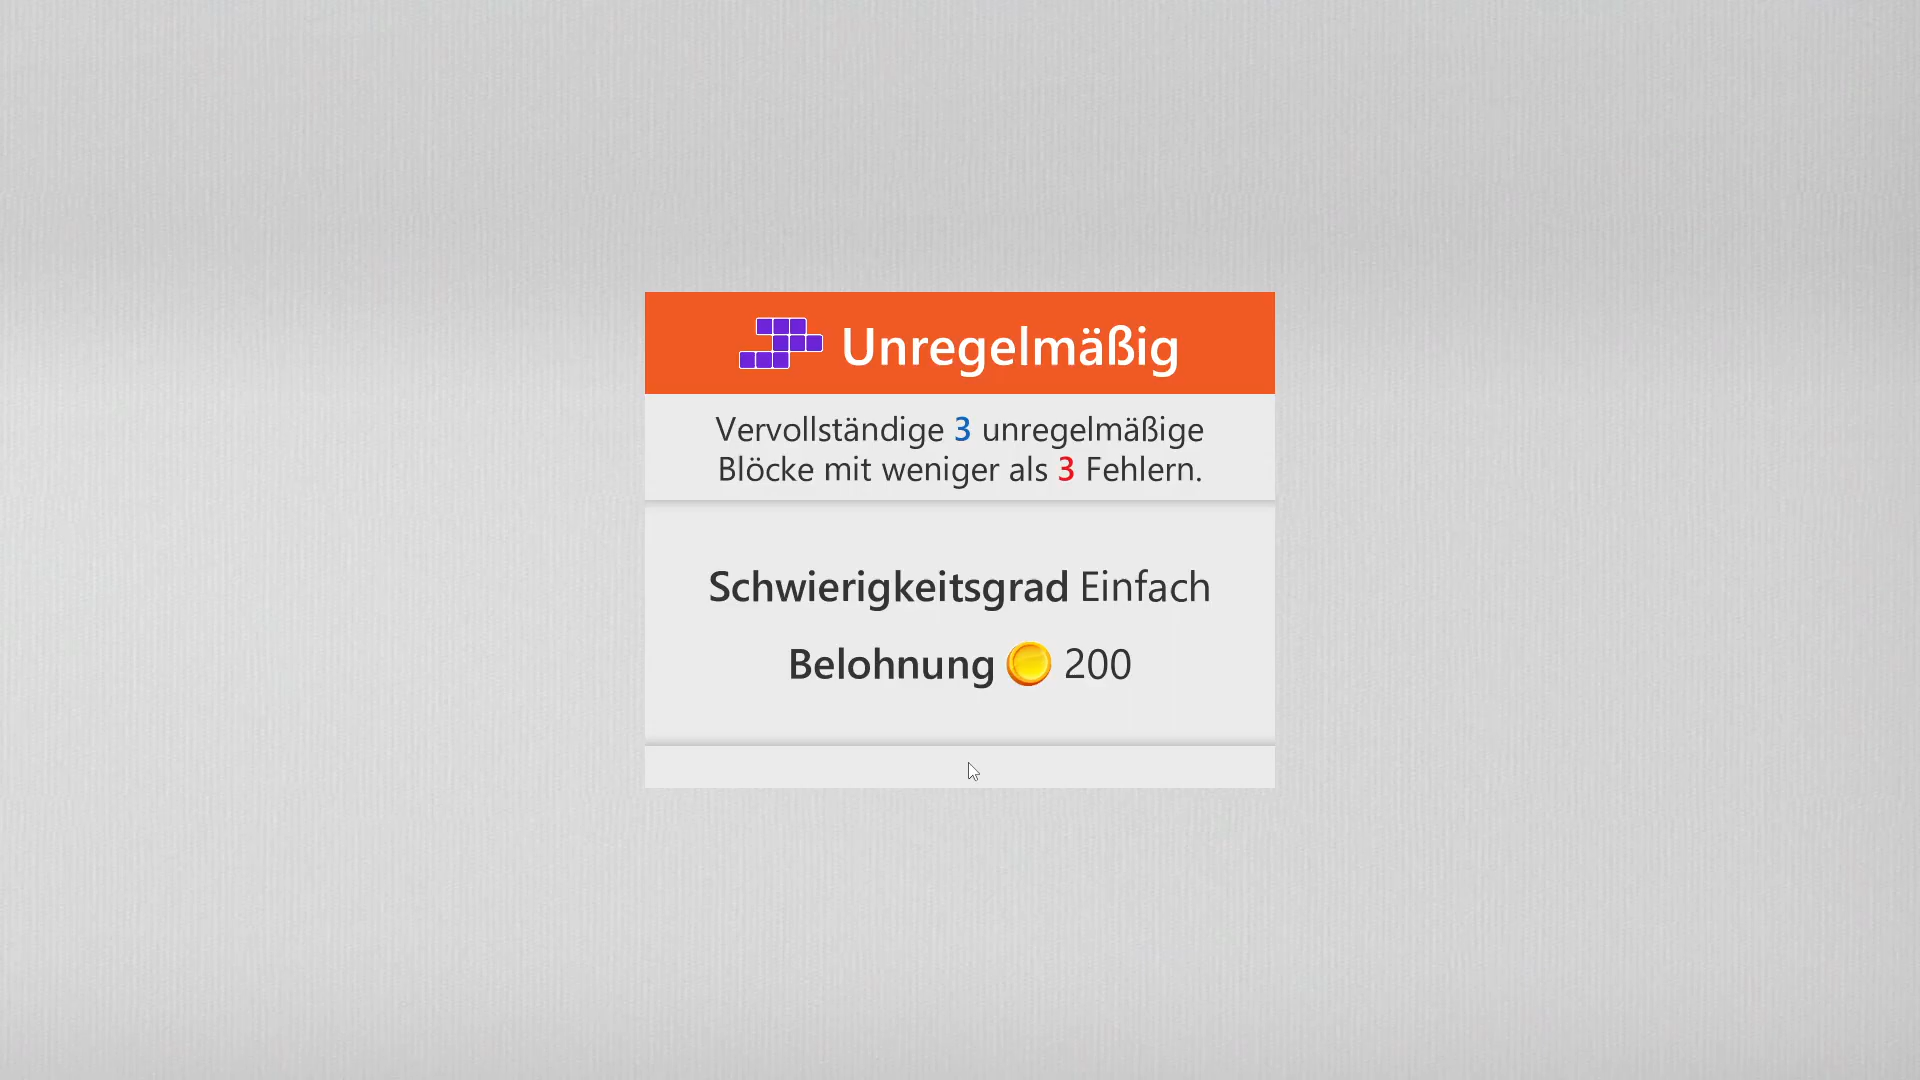 Unregelmäßig
Vervollständige 3 unregelmäßige
Blöcke mit weniger als 3 Fehlern.
Schwierigkeitsgrad Einfach
Belohnung 200